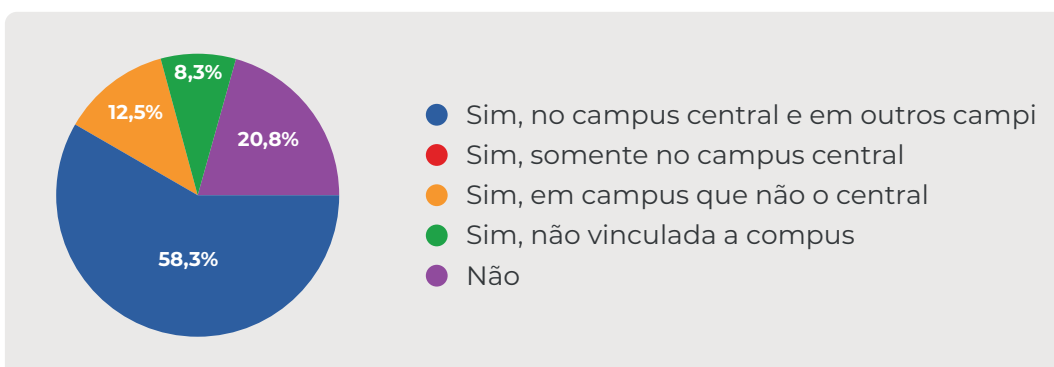 8,3%
12,5%
20,8%
58,3%
Sim, no campus central e em outros campi
Sim, somente no campus central
Sim, em campus que não o central
Sim, não vinculada a compus
Não